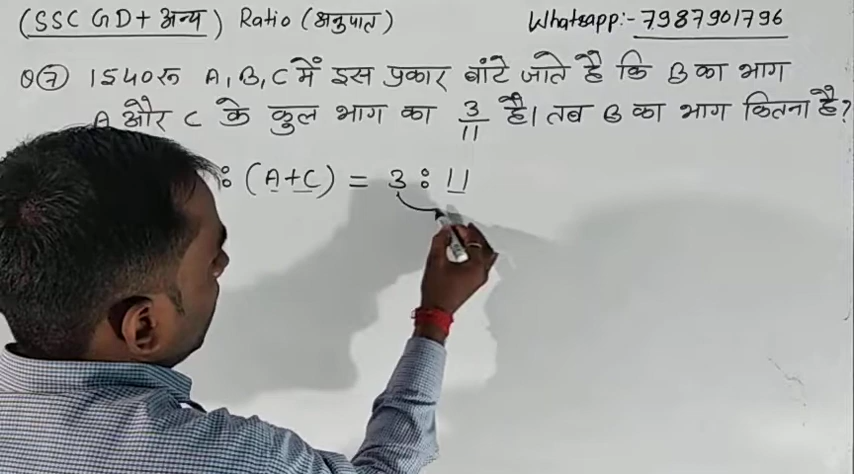 (SSC GD + अन्य) Ratio (अनुपात) Whatsapp:- 7987901796
Q⑦ 1540रू A, B, C में इस प्रकार बांटे जाते है कि B का भाग
A और C के कुल भाग का 3/11 है। तब B का भाग कितना है?
: (A+C) = 3 : 11